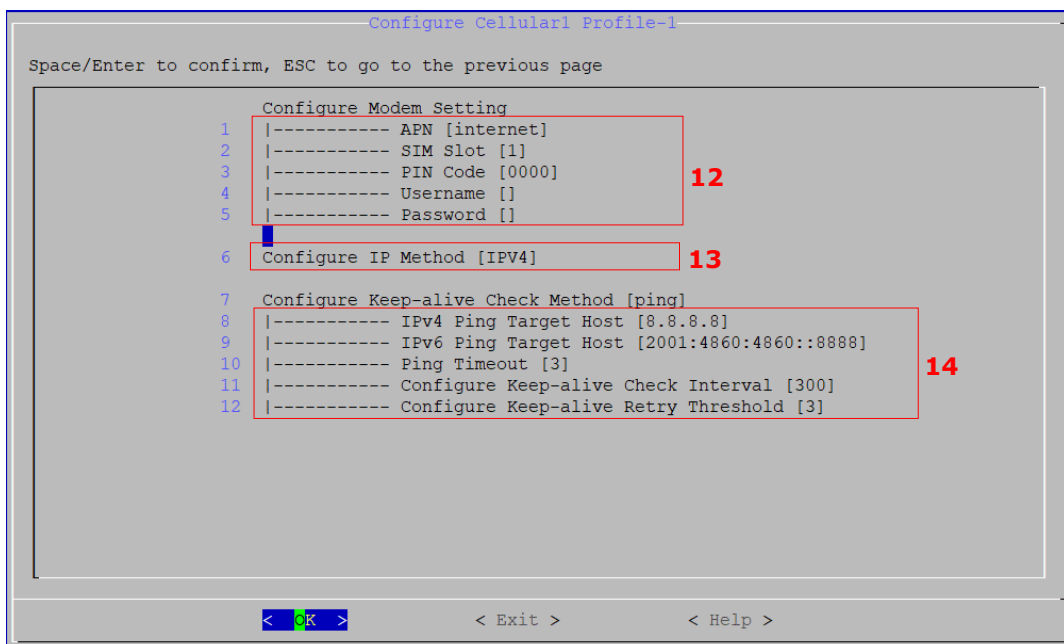 Configure Cellular1 Profile-1
Space/Enter to confirm, ESC to go to the previous page
Configure Modem Setting
1 |----------- APN [internet]
2 |----------- SIM Slot [1]
3 |----------- PIN Code [0000]
4 |----------- Username []
5 |----------- Password []
12
6 Configure IP Method [IPV4]
13
7 Configure Keep-alive Check Method [ping]
8 |----------- IPv4 Ping Target Host [8.8.8.8]
9 |----------- IPv6 Ping Target Host [2001:4860:4860::8888]
10 |----------- Ping Timeout [3]
11 |----------- Configure Keep-alive Check Interval [300]
12 |----------- Configure Keep-alive Retry Threshold [3]
14
< OK > < Exit > < Help >